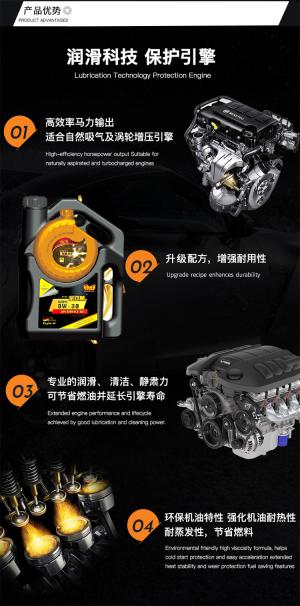 产品优势
PRODUCT ADVANTAGES
润滑科技 保护引擎
Lubrication Technology Protection Engine
01
高效率马力输出
适合自然吸气及涡轮增压引擎
High-efficiency horsepower output Suitable for
naturally aspirated and turbocharged engines
0W-30
02
升级配方，增强耐用性
Upgrade recipe enhances durability
03
专业的润滑、清洁、静肃力
可节省燃油并延长引擎寿命
Extended engine performance and lifecycle
achieved by good lubrication and cleaning power.
04
环保机油特性 强化机油耐热性
耐蒸发性，节省燃料
Environmental friendly high viscosity formula, helps
cold start protection and easy acceleration extended
heat stability and wear protection fuel saving features